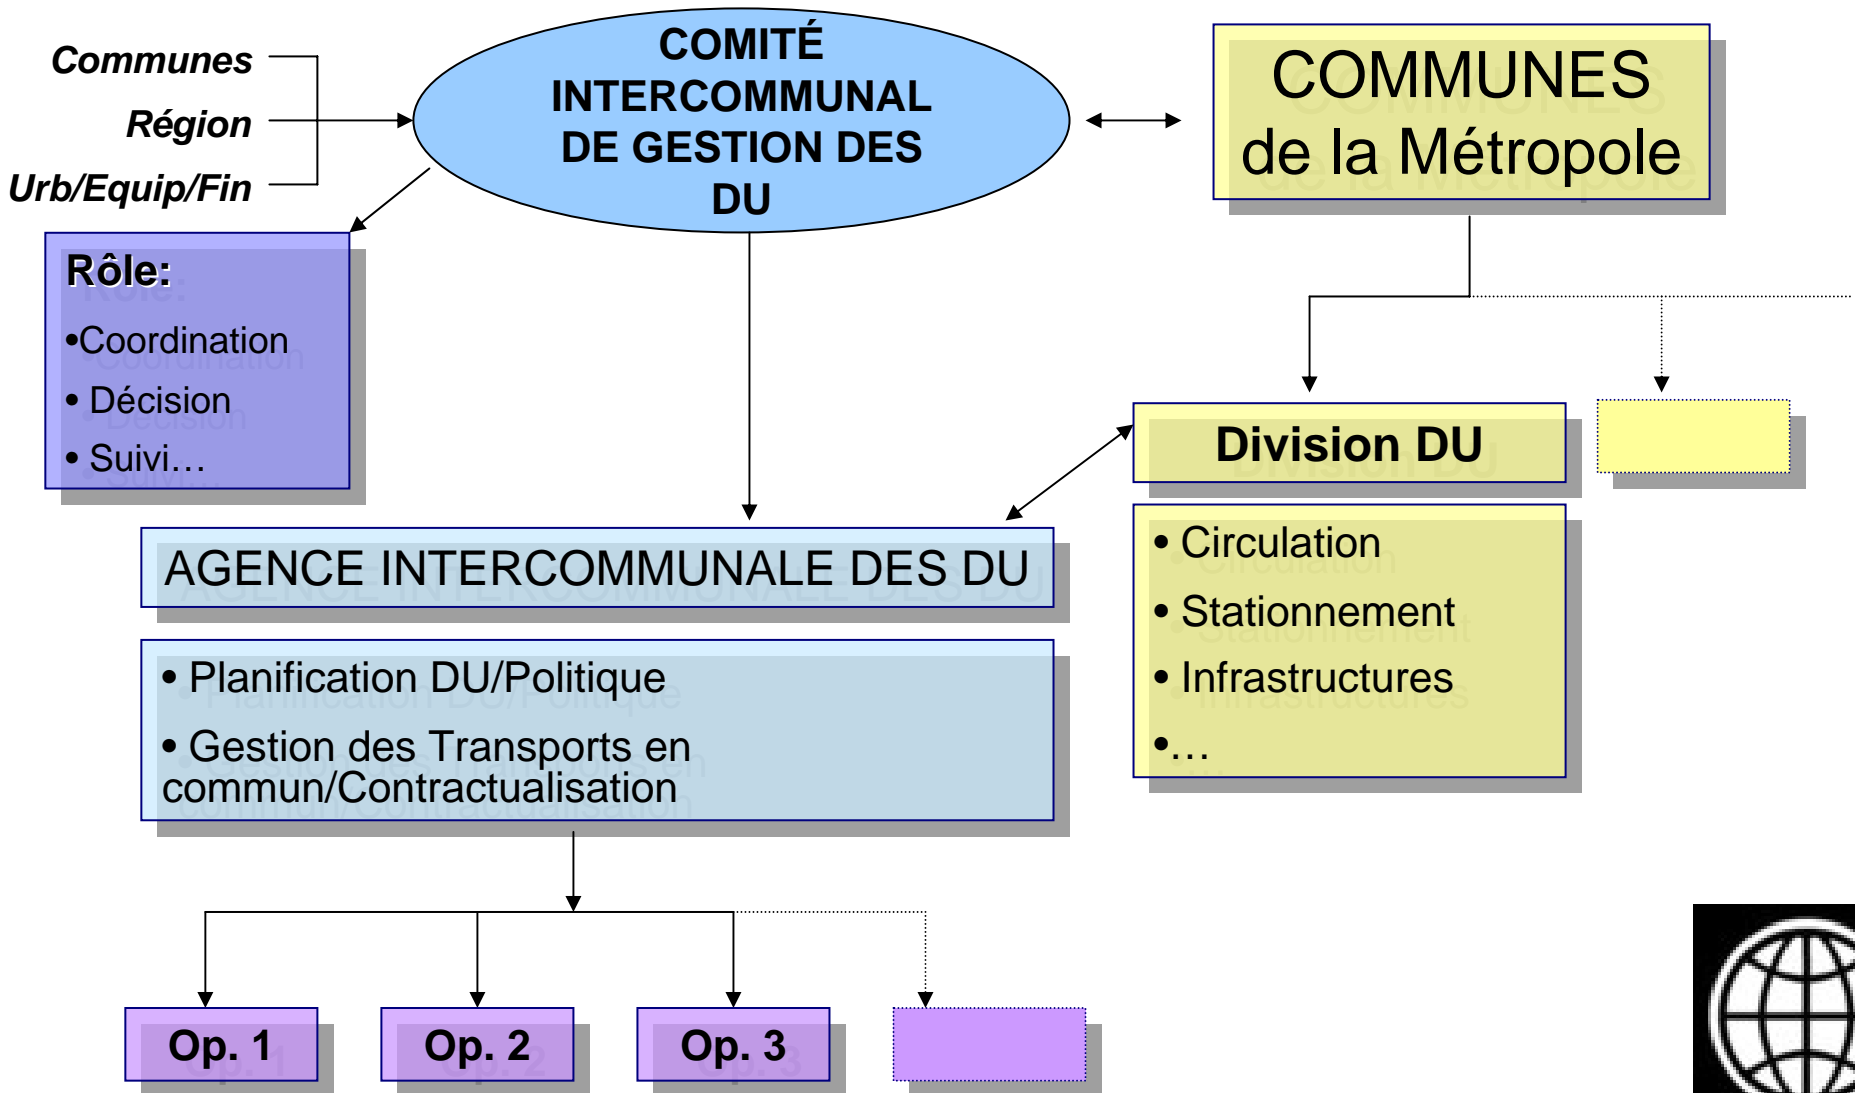 Communes
Région
Urb/Equip/Fin
COMITÉ
INTERCOMMUNAL
DE GESTION DES
DU
COMMUNES
de la Métropole
Rôle:
•Coordination
• Décision
• Suivi…
Division DU
• Circulation
• Stationnement
• Infrastructures
•…
AGENCE INTERCOMMUNALE DES DU
• Planification DU/Politique
• Gestion des Transports en
commun/Contractualisation
Op. 1
Op. 2
Op. 3